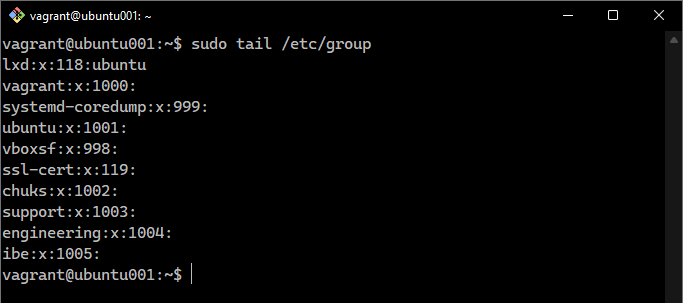 vagrant@ubuntu001: ~
vagrant@ubuntu001:~$ sudo tail /etc/group
lxd:x:118:ubuntu
vagrant:x:1000:
systemd-coredump:x:999:
ubuntu:x:1001:
vboxsf:x:998:
ssl-cert:x:119:
chuks:x:1002:
support:x:1003:
engineering:x:1004:
ibe:x:1005:
vagrant@ubuntu001:~$